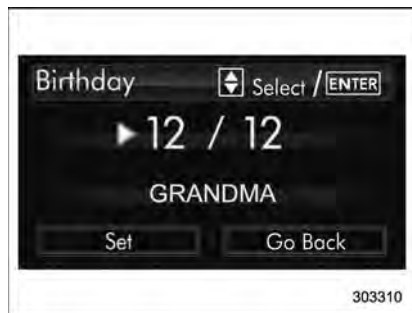 Birthday Select / ENTER
12 / 12
GRANDMA
Set Go Back
303310